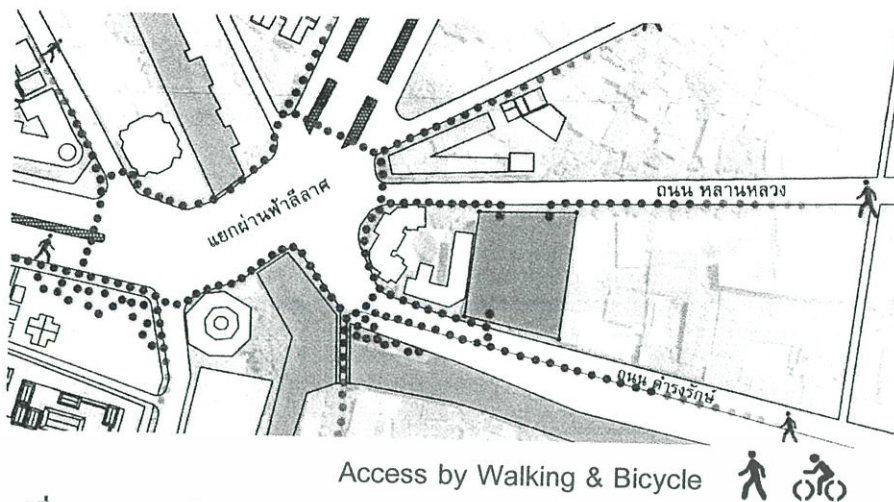 ถนน หลานหลวง
แยกผ่านฟ้าลีลาศ
ถนน ดำรงรักษ์
Access by Walking & Bicycle